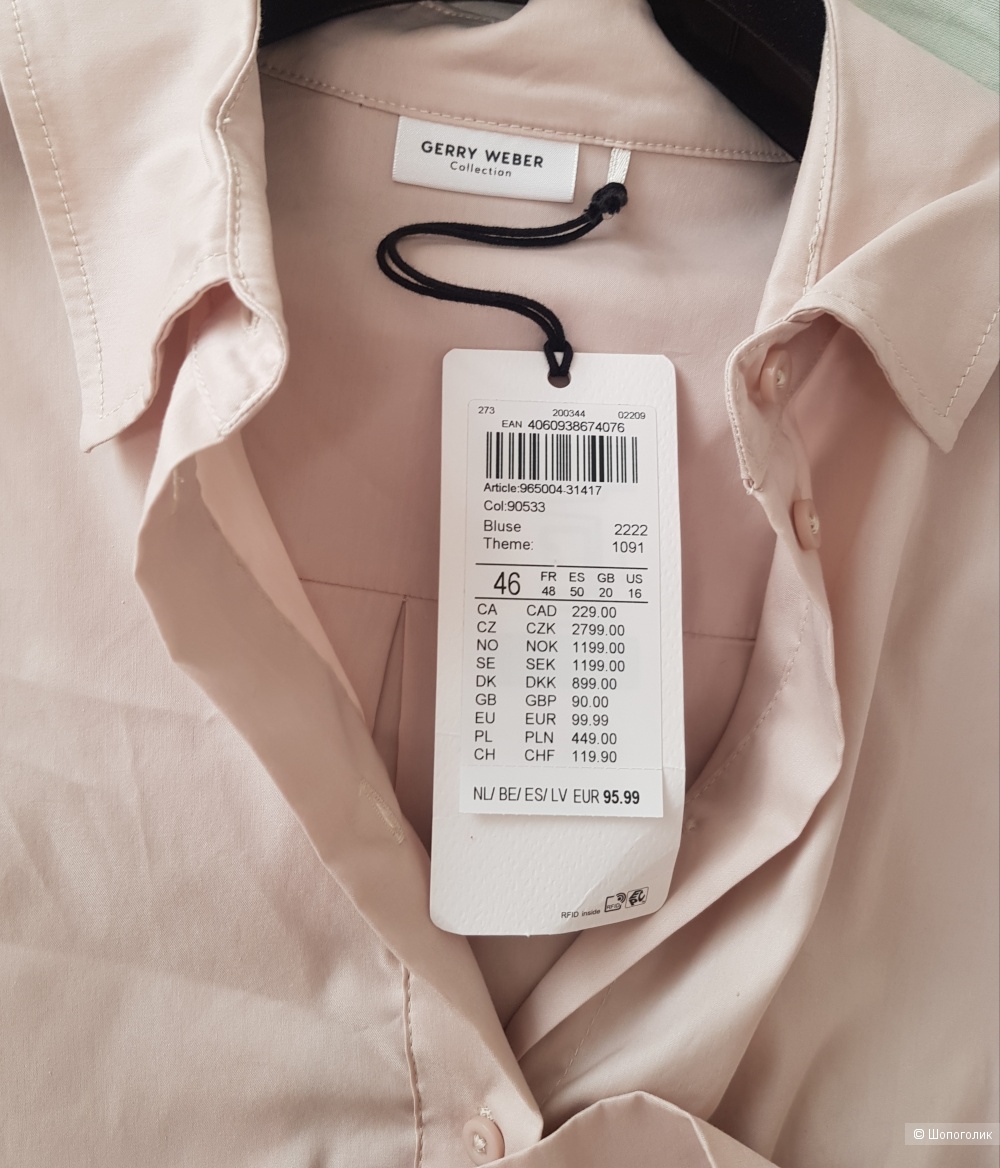 GERRY WEBER
Collection
273 200344 02209
EAN 4060938674076
Article:965004-31417
Col:90533
Bluse 2222
Theme: 1091
46 FR ES GB US
48 50 20 16
CA CAD 229.00
CZ CZK 2799.00
NO NOK 1199.00
SE SEK 1199.00
DK DKK 899.00
GB GBP 90.00
EU EUR 99.99
PL PLN 449.00
CH CHF 119.90
NL/ BE/ ES/ LV EUR 95.99
RFID inside
RFID
© Шопоголик